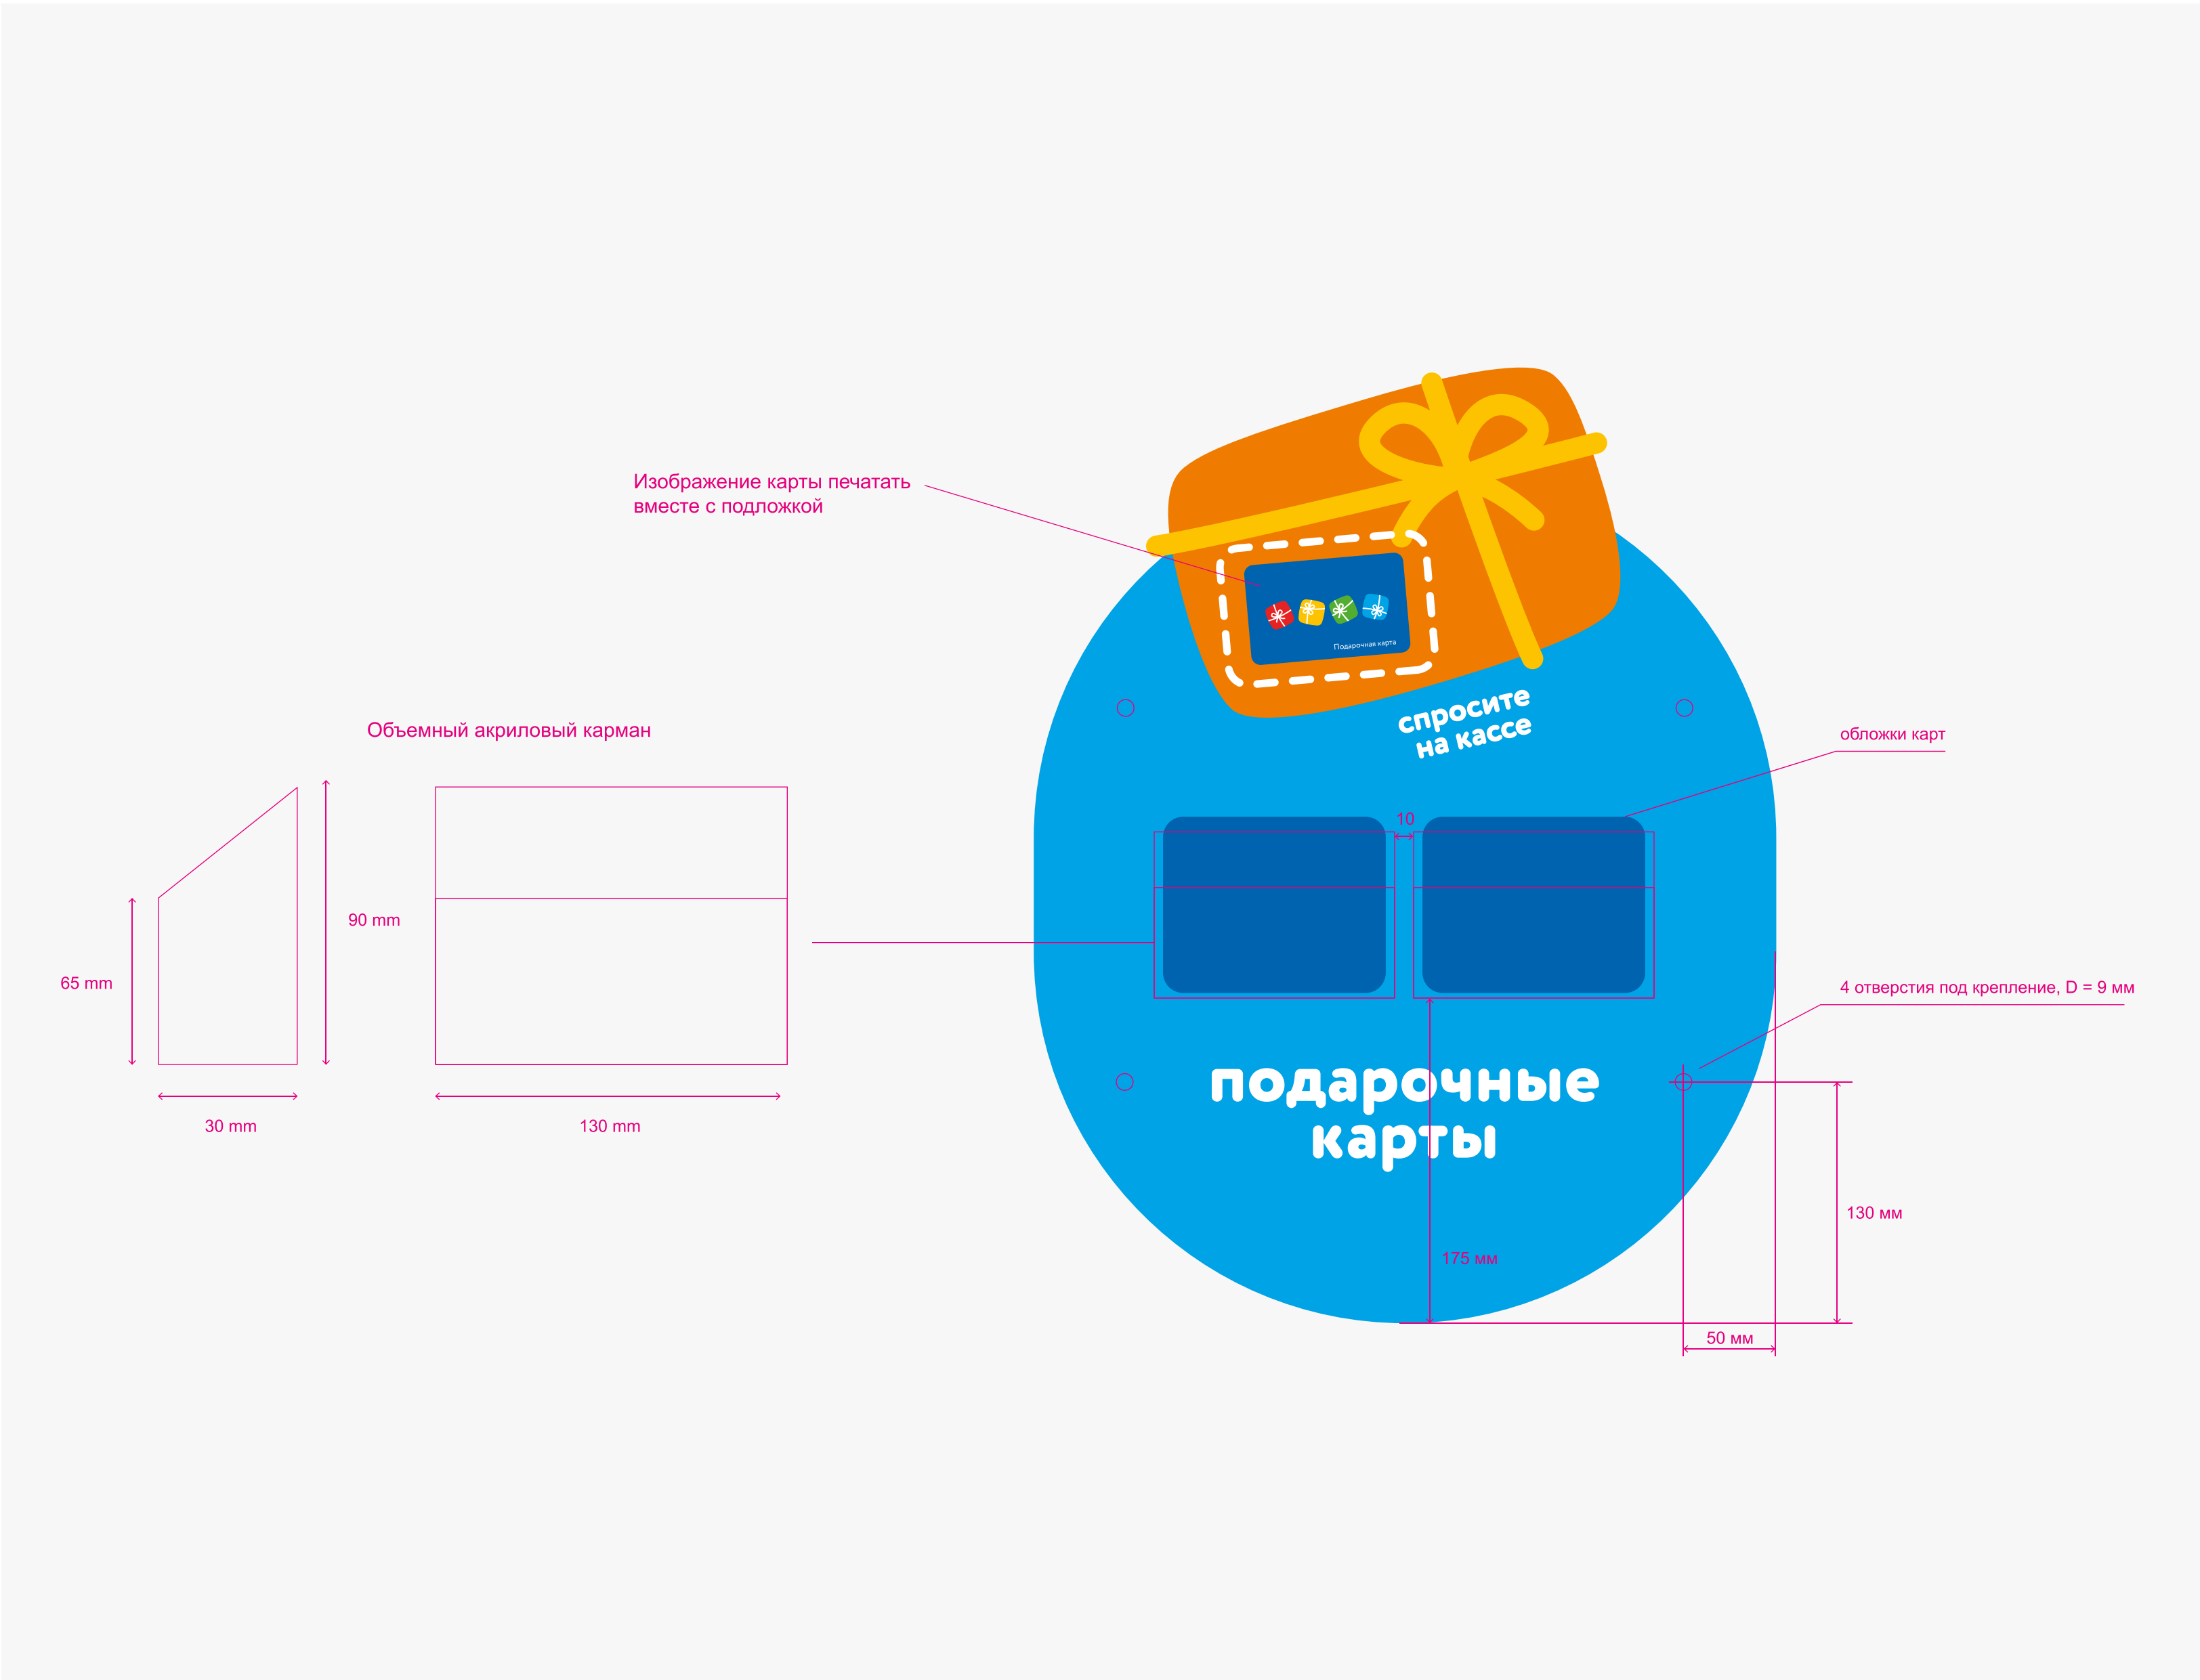 Изображение карты печатать
вместе с подложкой
Подарочная карта
спросите
на кассе
Объемный акриловый карман
обложки карт
10
90 mm
65 mm
4 отверстия под крепление, D = 9 мм
30 mm
130 mm
подарочные
карты
130 мм
175 мм
50 мм